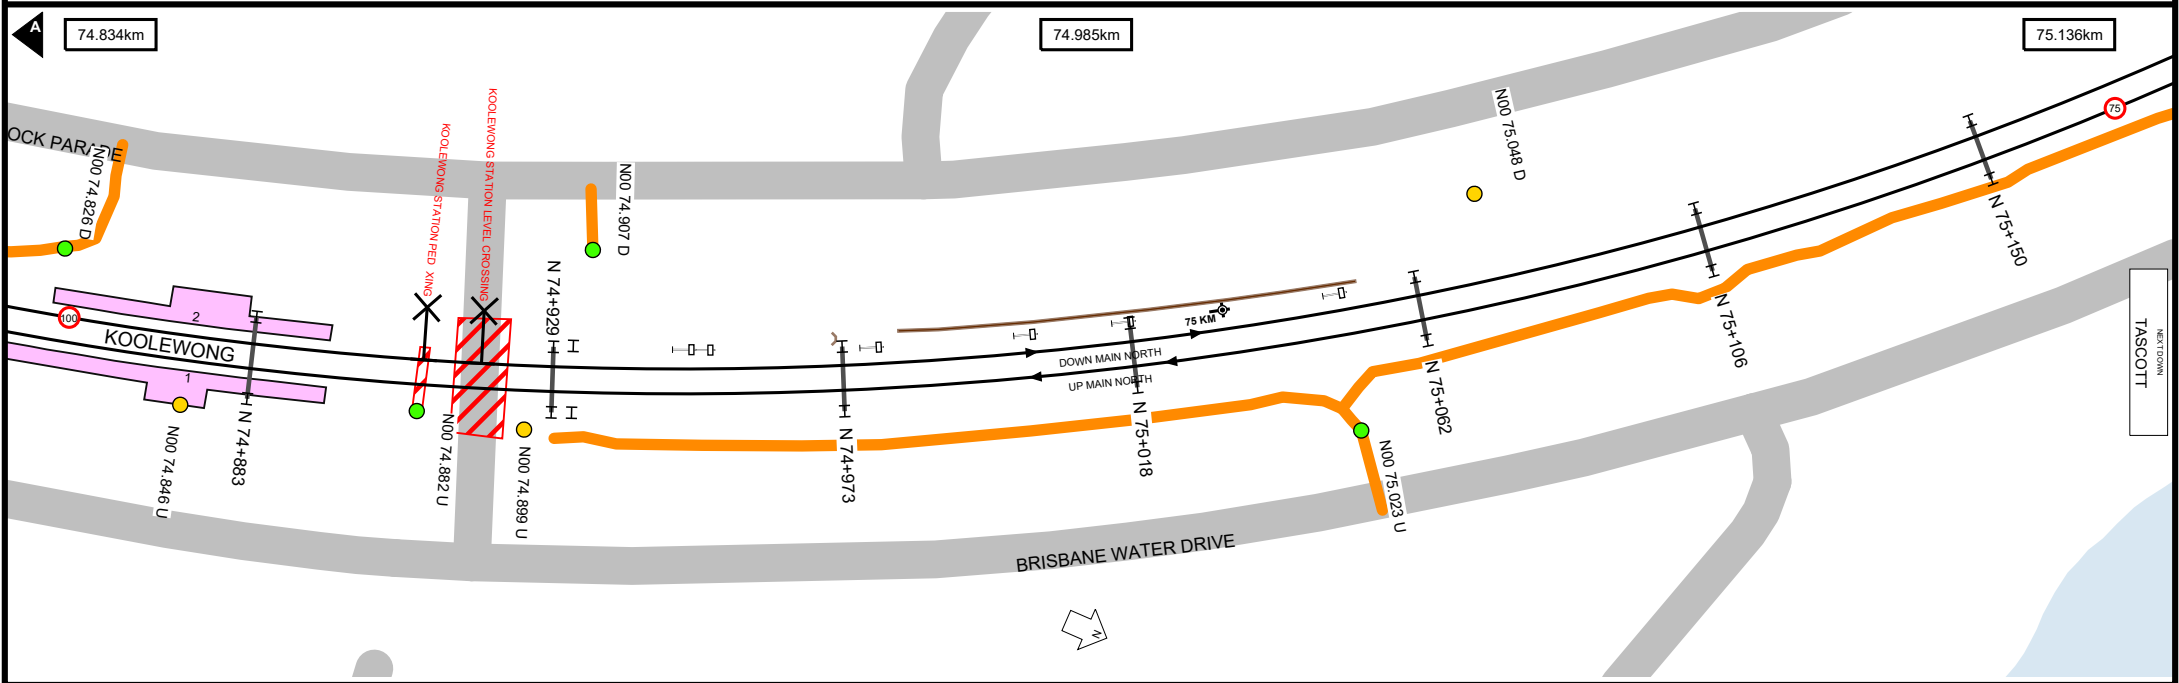 A
74.834km
74.985km
75.136km
OCK PARADE
N00 74.826 D
KOOLEWONG STATION PED XING
KOOLEWONG STATION LEVEL CROSSING
N00 74.907 D
N00 75.048 D
75
N 75+150
100
2
KOOLEWONG
1
N 74+929
75 KM
DOWN MAIN NORTH
UP MAIN NORTH
N00 74.846 U
N 74+883
N00 74.882 U
N00 74.899 U
N 74+973
N 75+018
N 75+062
N 75+106
N00 75.023 U
BRISBANE WATER DRIVE
N
NEXT DOWN
TASCOTT